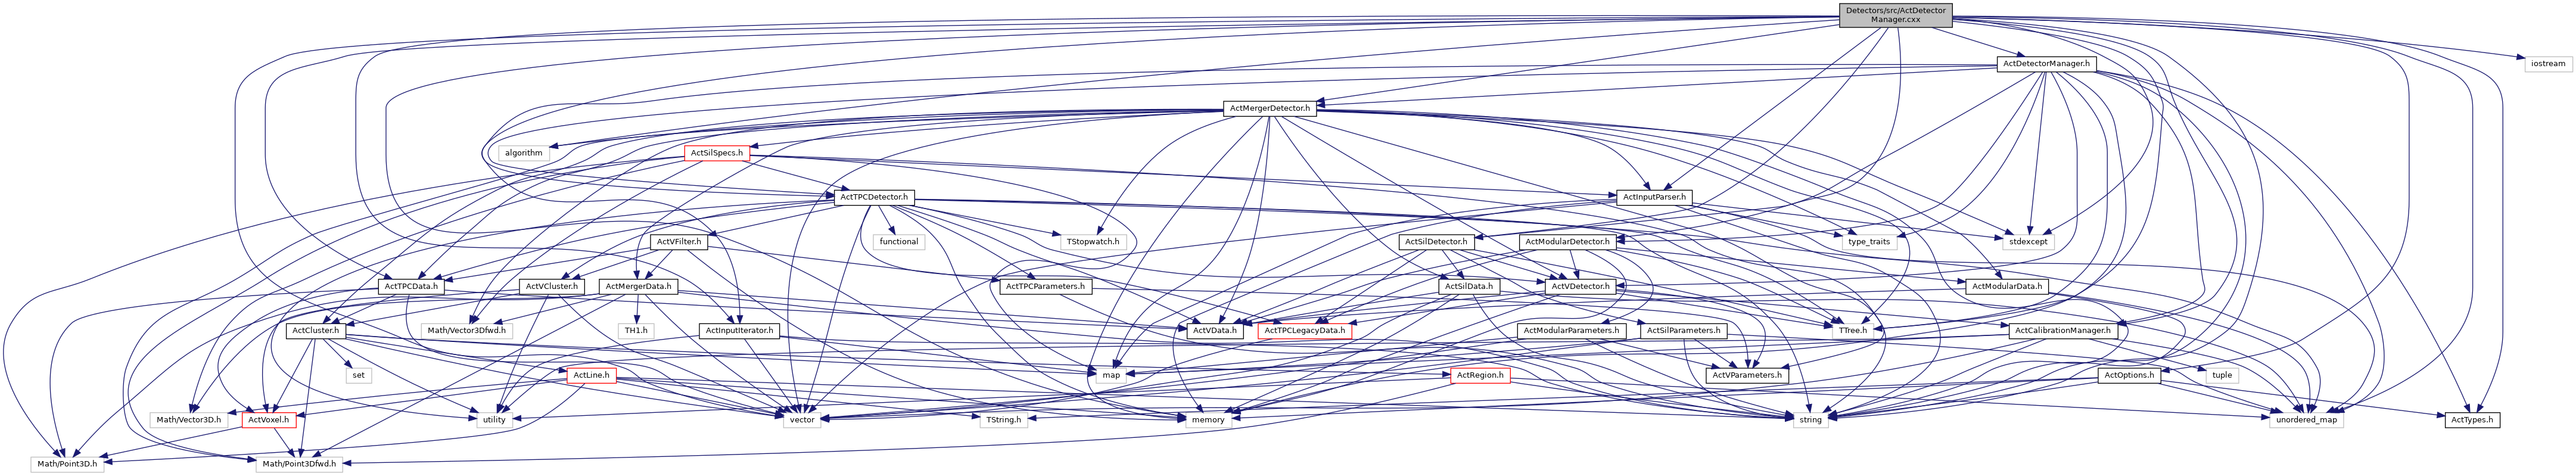 Detectors/src/ActDetector
Manager.cxx
ActDetectorManager.h
iostream
ActMergerDetector.h
algorithm
ActSilSpecs.h
ActTPCDetector.h
ActInputParser.h
ActVFilter.h
functional
TStopwatch.h
ActSilDetector.h
ActModularDetector.h
type_traits
stdexcept
ActTPCData.h
ActVCluster.h
ActMergerData.h
ActTPCParameters.h
ActSilData.h
ActVDetector.h
ActModularData.h
ActCluster.h
Math/Vector3Dfwd.h
TH1.h
ActInputIterator.h
ActVData.h
ActTPCLegacyData.h
ActModularParameters.h
ActSilParameters.h
TTree.h
ActCalibrationManager.h
set
ActLine.h
map
ActRegion.h
ActVParameters.h
ActOptions.h
tuple
Math/Vector3D.h
ActVoxel.h
utility
vector
TString.h
memory
string
unordered_map
ActTypes.h
Math/Point3D.h
Math/Point3Dfwd.h